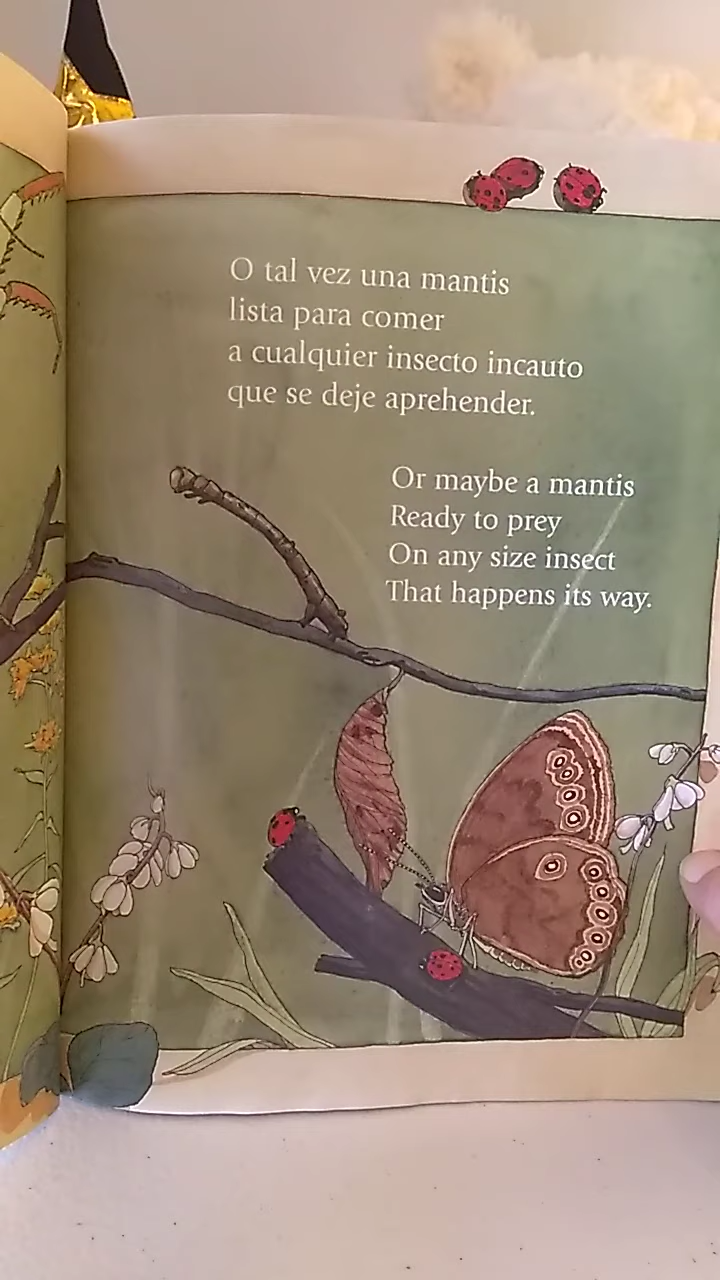 O tal vez una mantis
lista para comer
a cualquier insecto incauto
que se deje aprehender.
Or maybe a mantis
Ready to prey
On any size insect
That happens its way.